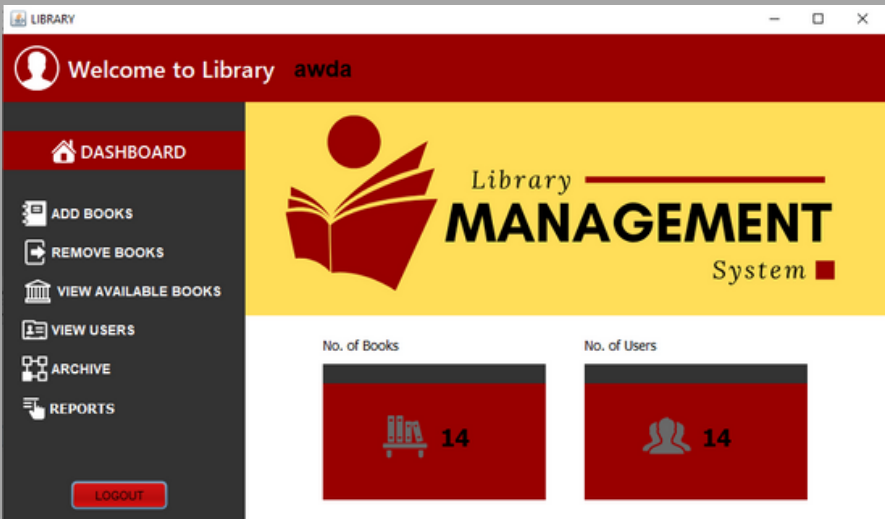 LIBRARY
Welcome to Library awda
DASHBOARD
ADD BOOKS
REMOVE BOOKS
VIEW AVAILABLE BOOKS
VIEW USERS
ARCHIVE
REPORTS
LOGOUT
Library
MANAGEMENT
System
No. of Books
14
No. of Users
14